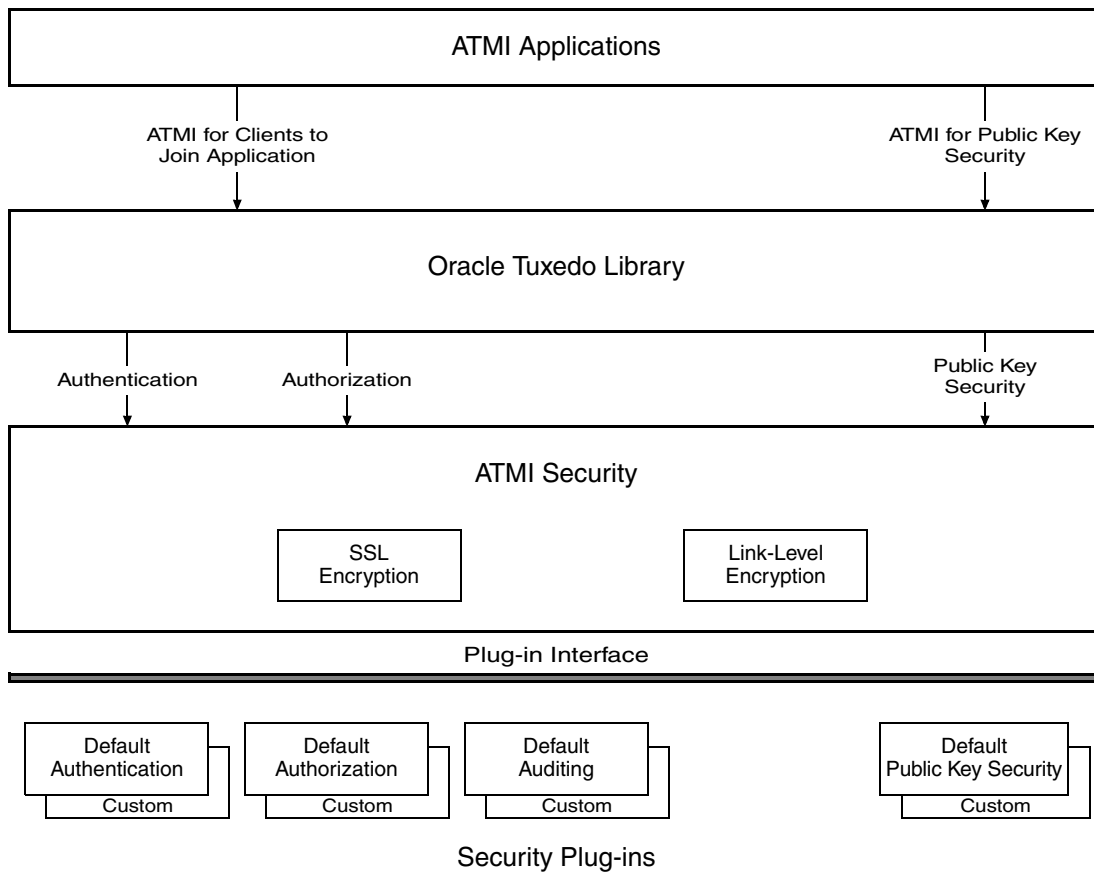 ATMI Applications
ATMI for Clients to
Join Application
ATMI for Public Key
Security
Oracle Tuxedo Library
Authentication
Authorization
Public Key
Security
ATMI Security
SSL
Encryption
Link-Level
Encryption
Plug-in Interface
Default
Authentication
Custom
Default
Authorization
Custom
Default
Auditing
Custom
Default
Public Key Security
Custom
Security Plug-ins